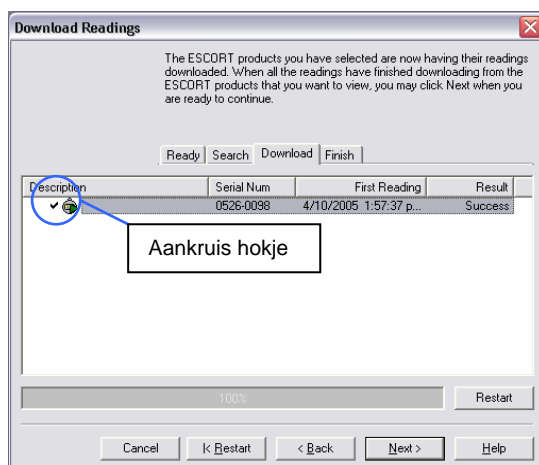 Download Readings
The ESCORT products you have selected are now having their readings
downloaded. When all the readings have finished downloading from the
ESCORT products that you want to view, you may click Next when you
are ready to continue.
Ready Search Download Finish
Description Serial Num First Reading Result
0526-0098 4/10/2005 1:57:37 p... Success
Aankruis hokje
100% Restart
Cancel |< Restart < Back Next > Help